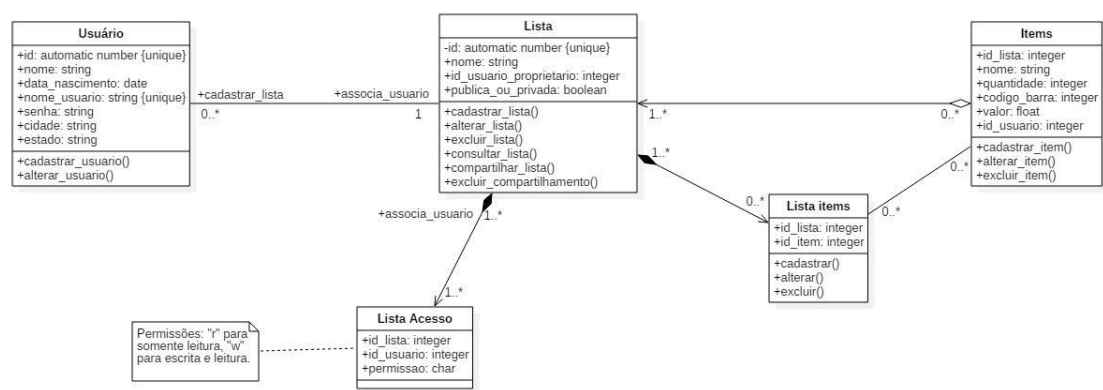 Usuário
+id: automatic number {unique}
+nome: string
+data_nascimento: date
+nome_usuario: string {unique}
+senha: string
+cidade: string
+estado: string
+cadastrar_usuario()
+alterar_usuario()
+cadastrar_lista
0..*
+associa_usuario
1
Lista
-id: automatic number {unique}
+nome: string
+id_usuario_proprietario: integer
+publica_ou_privada: boolean
+cadastrar_lista()
+alterar_lista()
+excluir_lista()
+consultar_lista()
+compartilhar_lista()
+excluir_compartilhamento()
1..*
0..*
Items
+id_lista: integer
+nome: string
+quantidade: integer
+codigo_barra: integer
+valor: float
+id_usuario: integer
+cadastrar_item()
+alterar_item()
+excluir_item()
1..*
0..*
0..*
0..*
Lista items
+id_lista: integer
+id_item: integer
+cadastrar()
+alterar()
+excluir()
+associa_usuario
1..*
1..*
Lista Acesso
+id_lista: integer
+id_usuario: integer
+permissao: char
Permissões: "r" para
somente leitura, "w"
para escrita e leitura.